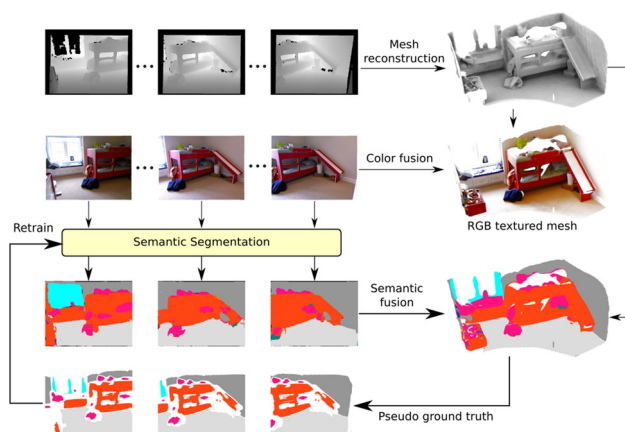 Mesh
reconstruction
Color fusion
RGB textured mesh
Retrain
Semantic Segmentation
Semantic
fusion
Pseudo ground truth